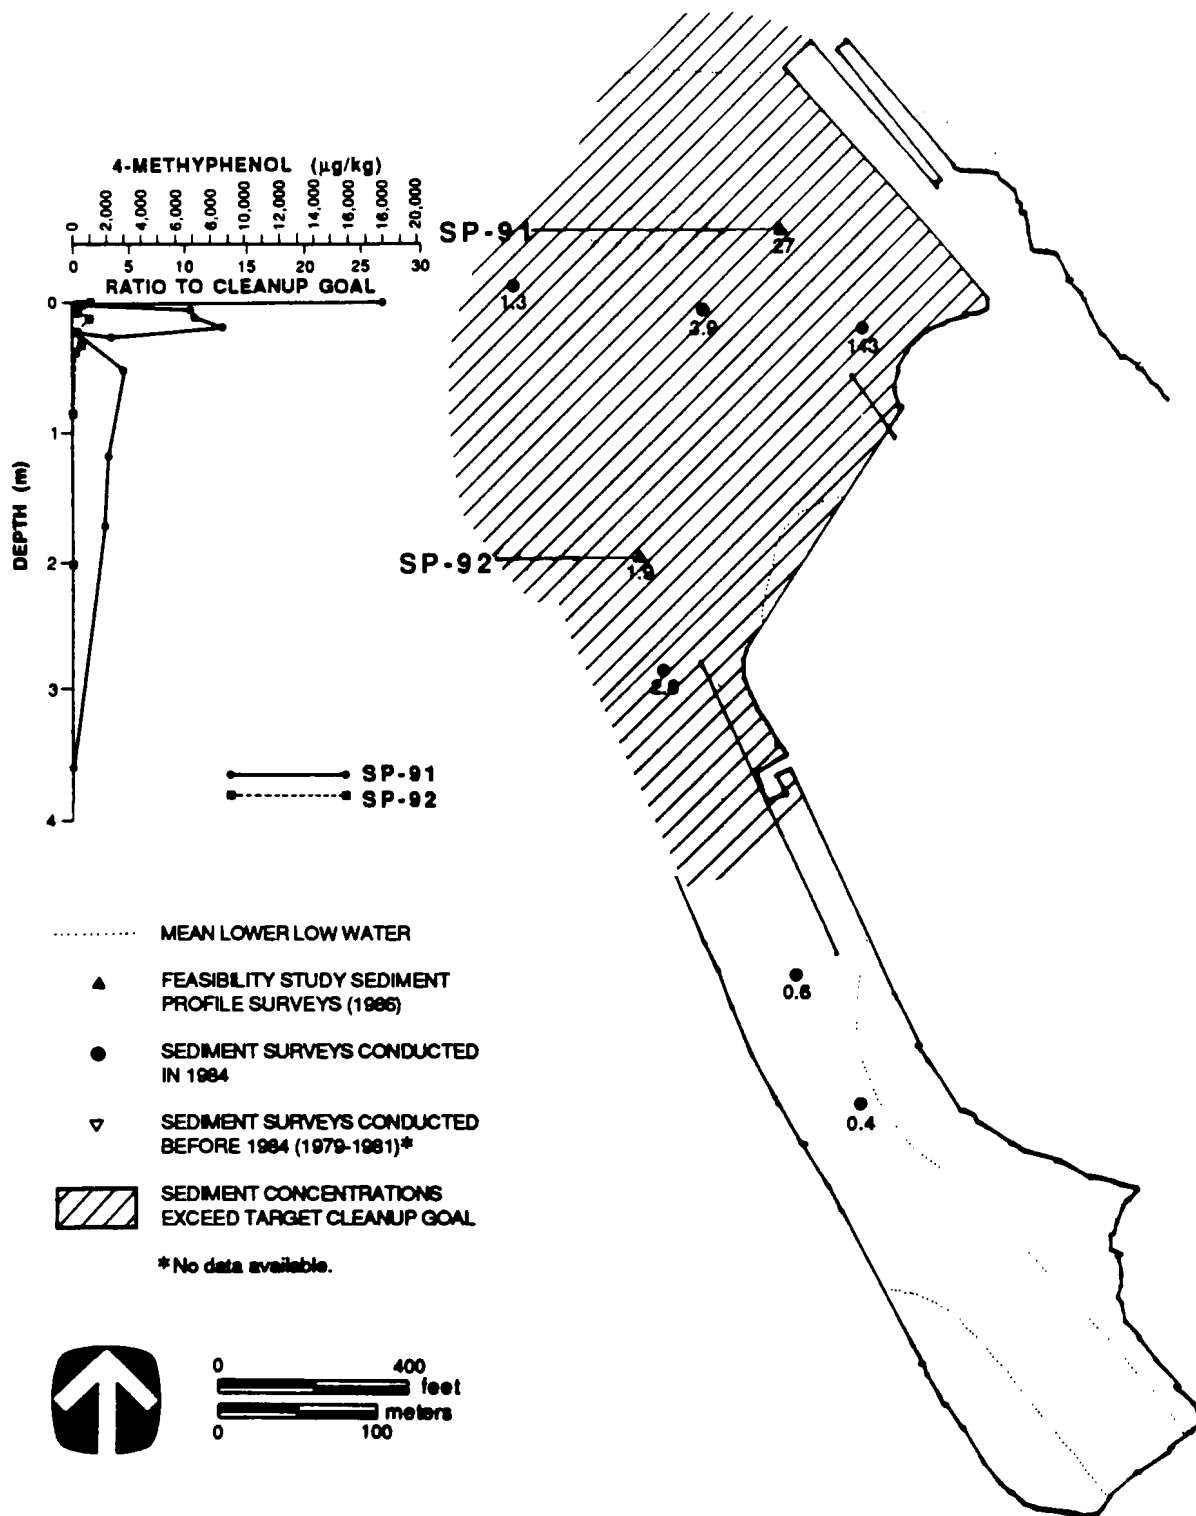 4-METHYPHENOL (µg/kg)
0 2,000 4,000 6,000 8,000 10,000 12,000 14,000 16,000 18,000 20,000
0 5 10 15 20 25 30
RATIO TO CLEANUP GOAL
SP-91
27
1.3
3.9
143
0
1
2
3
4
DEPTH (m)
SP-92
1.9
2.8
SP-91
SP-92
MEAN LOWER LOW WATER
FEASIBILITY STUDY SEDIMENT
PROFILE SURVEYS (1986)
0.6
SEDIMENT SURVEYS CONDUCTED
IN 1984
0.4
SEDIMENT SURVEYS CONDUCTED
BEFORE 1984 (1979-1981)*
SEDIMENT CONCENTRATIONS
EXCEED TARGET CLEANUP GOAL
*No data available.
0 400
feet
meters
0 100